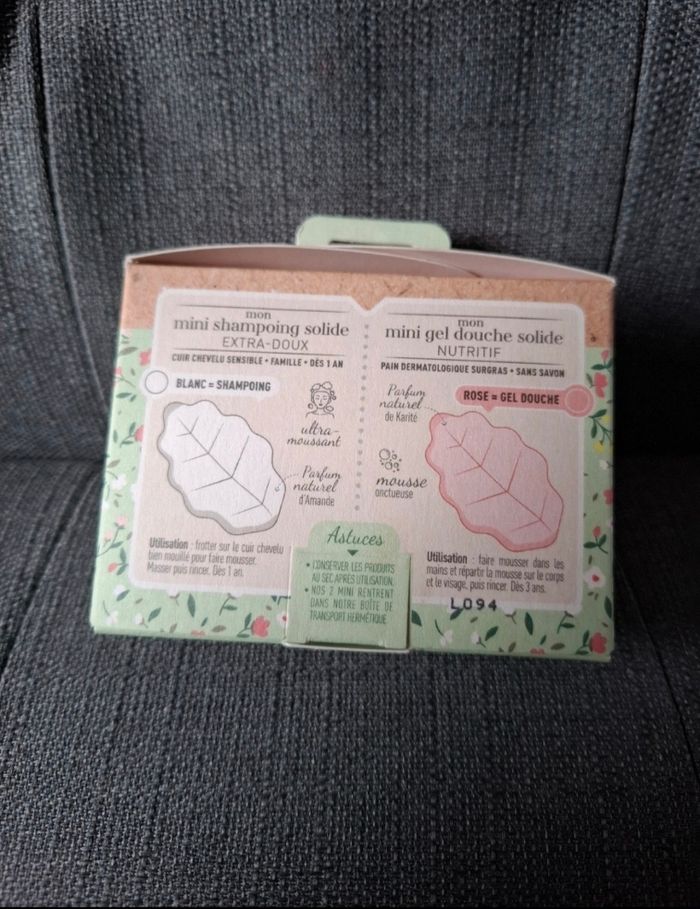 mon
mini shampoing solide
EXTRA-DOUX
CUIR CHEVELU SENSIBLE • FAMILLE • DÈS 1 AN
BLANC = SHAMPOING
ultra-
moussant
Parfum
naturel
d'Amande
Utilisation : frotter sur le cuir chevelu
bien mouillé pour faire mousser.
Masser puis rincer. Dès 1 an.
mon
mini gel douche solide
NUTRITIF
PAIN DERMATOLOGIQUE SURGRAS • SANS SAVON
Parfum
naturel
de Karité
ROSE = GEL DOUCHE
mousse
onctueuse
Utilisation : faire mousser dans les
mains et répartir la mousse sur le corps
et le visage, puis rincer. Dès 3 ans.
L094
Astuces
• CONSERVER LES PRODUITS
AU SEC APRÈS UTILISATION.
• NOS 2 MINI RENTRENT
DANS NOTRE BOÎTE DE
TRANSPORT HERMÉTIQUE